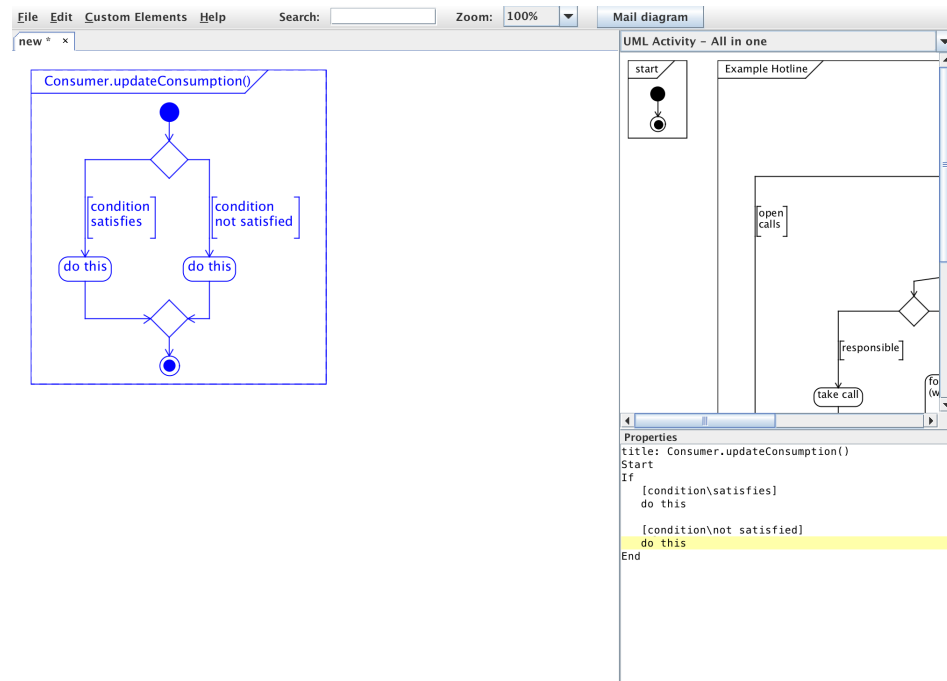 File Edit Custom Elements Help Search: Zoom: 100% Mail diagram
new * ×
Consumer.updateConsumption()
condition
satisfies
condition
not satisfied
do this
do this
UML Activity – All in one
start
Example Hotline
open
calls
responsible
take call
fo
(w
Properties
title: Consumer.updateConsumption()
Start
If
[condition\satisfies]
do this
[condition\not satisfied]
do this
End